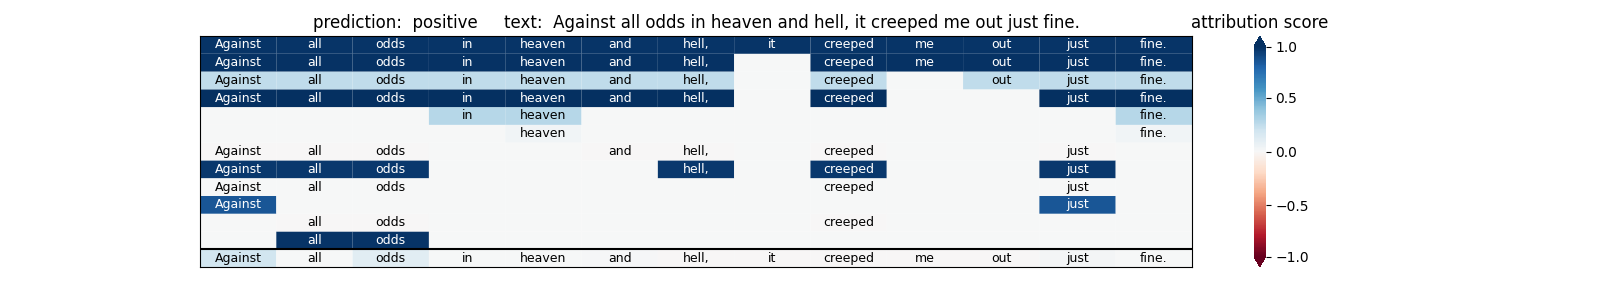 prediction: positive text: Against all odds in heaven and hell, it creeped me out just fine. attribution score
Against all odds in heaven and hell, it creeped me out just fine.
Against all odds in heaven and hell, creeped me out just fine.
Against all odds in heaven and hell, creeped out just fine.
Against all odds in heaven and hell, creeped just fine.
in heaven fine.
heaven fine.
Against all odds and hell, creeped just
Against all odds hell, creeped just
Against all odds creeped just
Against just
all odds creeped
all odds
Against all odds in heaven and hell, it creeped me out just fine.
1.0
0.5
0.0
−0.5
−1.0